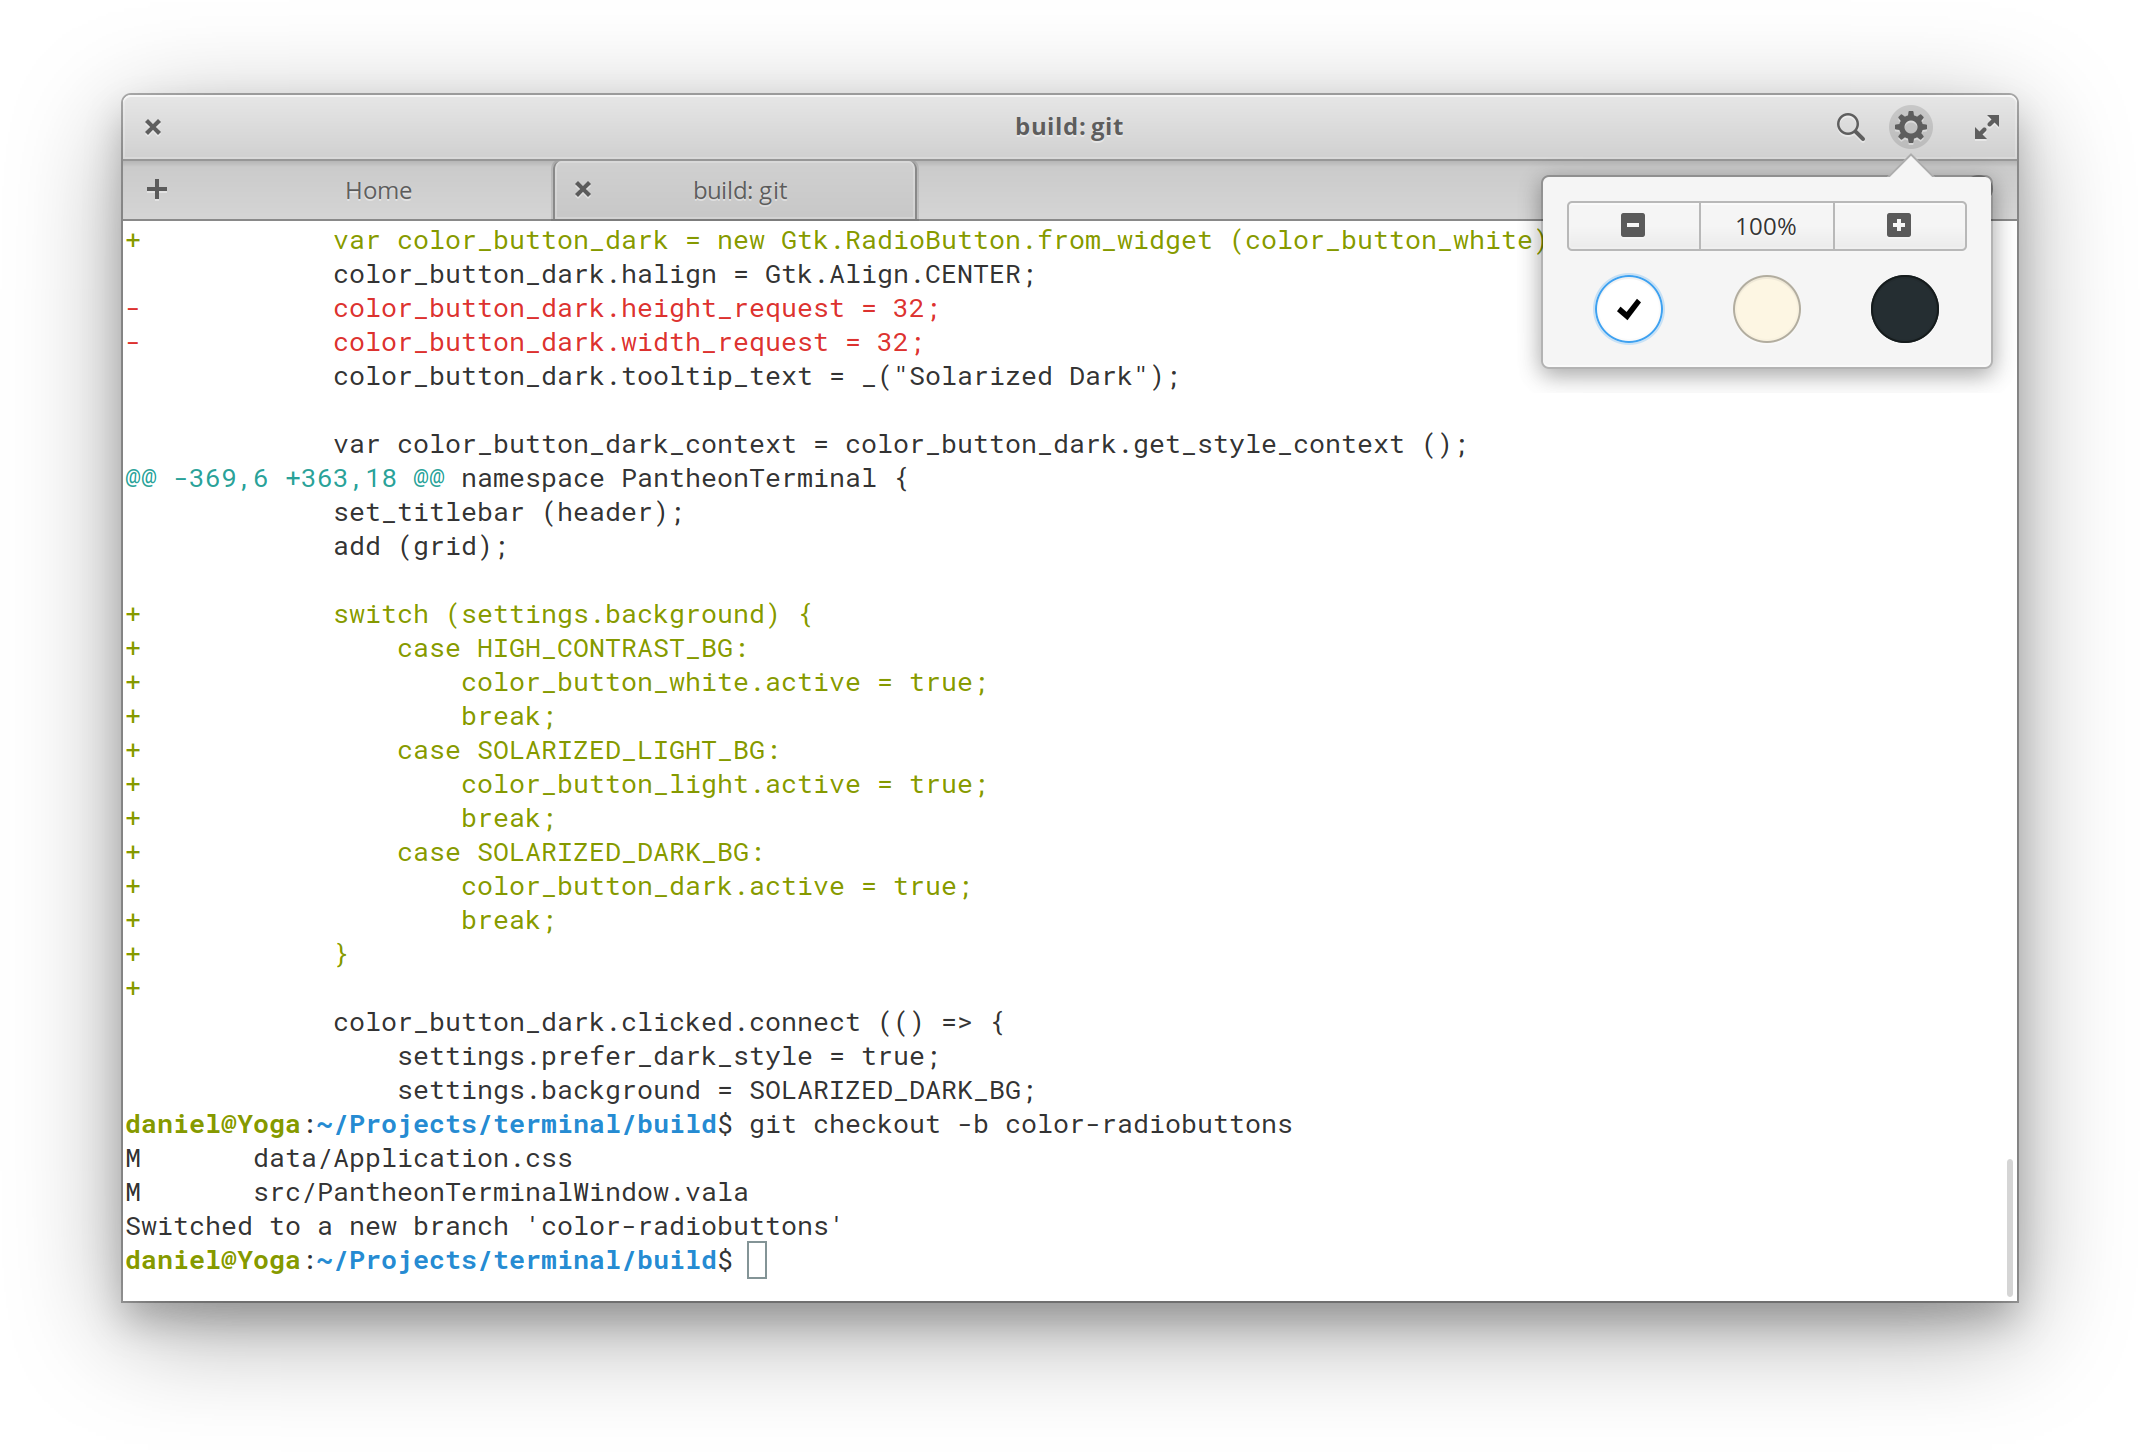 build: git
Home
build: git
100%
+            var color_button_dark = new Gtk.RadioButton.from_widget (color_button_white)
             color_button_dark.halign = Gtk.Align.CENTER;
-            color_button_dark.height_request = 32;
-            color_button_dark.width_request = 32;
             color_button_dark.tooltip_text = _("Solarized Dark");
             var color_button_dark_context = color_button_dark.get_style_context ();
@@ -369,6 +363,18 @@ namespace PantheonTerminal {
             set_titlebar (header);
             add (grid);
+            switch (settings.background) {
+                case HIGH_CONTRAST_BG:
+                    color_button_white.active = true;
+                    break;
+                case SOLARIZED_LIGHT_BG:
+                    color_button_light.active = true;
+                    break;
+                case SOLARIZED_DARK_BG:
+                    color_button_dark.active = true;
+                    break;
+            }
+
             color_button_dark.clicked.connect (() => {
                 settings.prefer_dark_style = true;
                 settings.background = SOLARIZED_DARK_BG;
daniel@Yoga:~/Projects/terminal/build$ git checkout -b color-radiobuttons
M       data/Application.css
M       src/PantheonTerminalWindow.vala
Switched to a new branch 'color-radiobuttons'
daniel@Yoga:~/Projects/terminal/build$